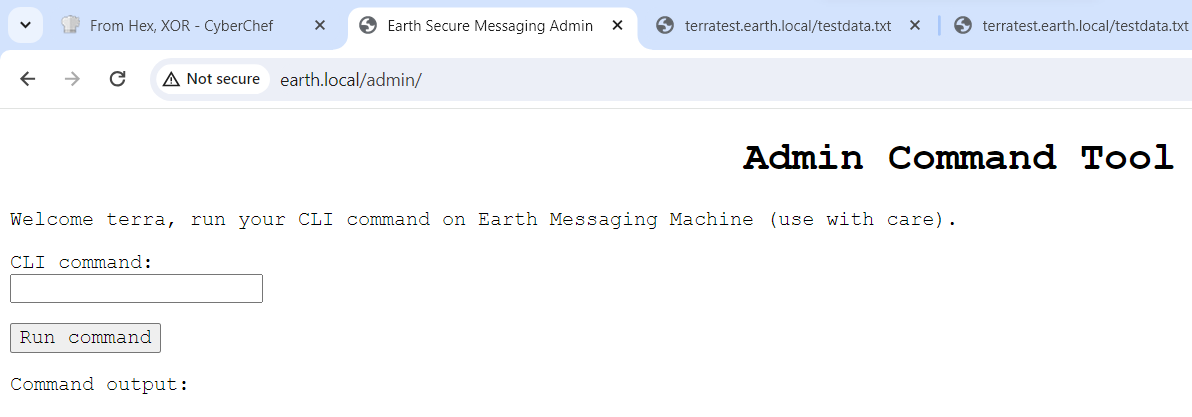 From Hex, XOR - CyberChef
Earth Secure Messaging Admin
terratest.earth.local/testdata.txt
terratest.earth.local/testdata.txt
Not secure
earth.local/admin/
Admin Command Tool
Welcome terra, run your CLI command on Earth Messaging Machine (use with care).
CLI command:
Run command
Command output: